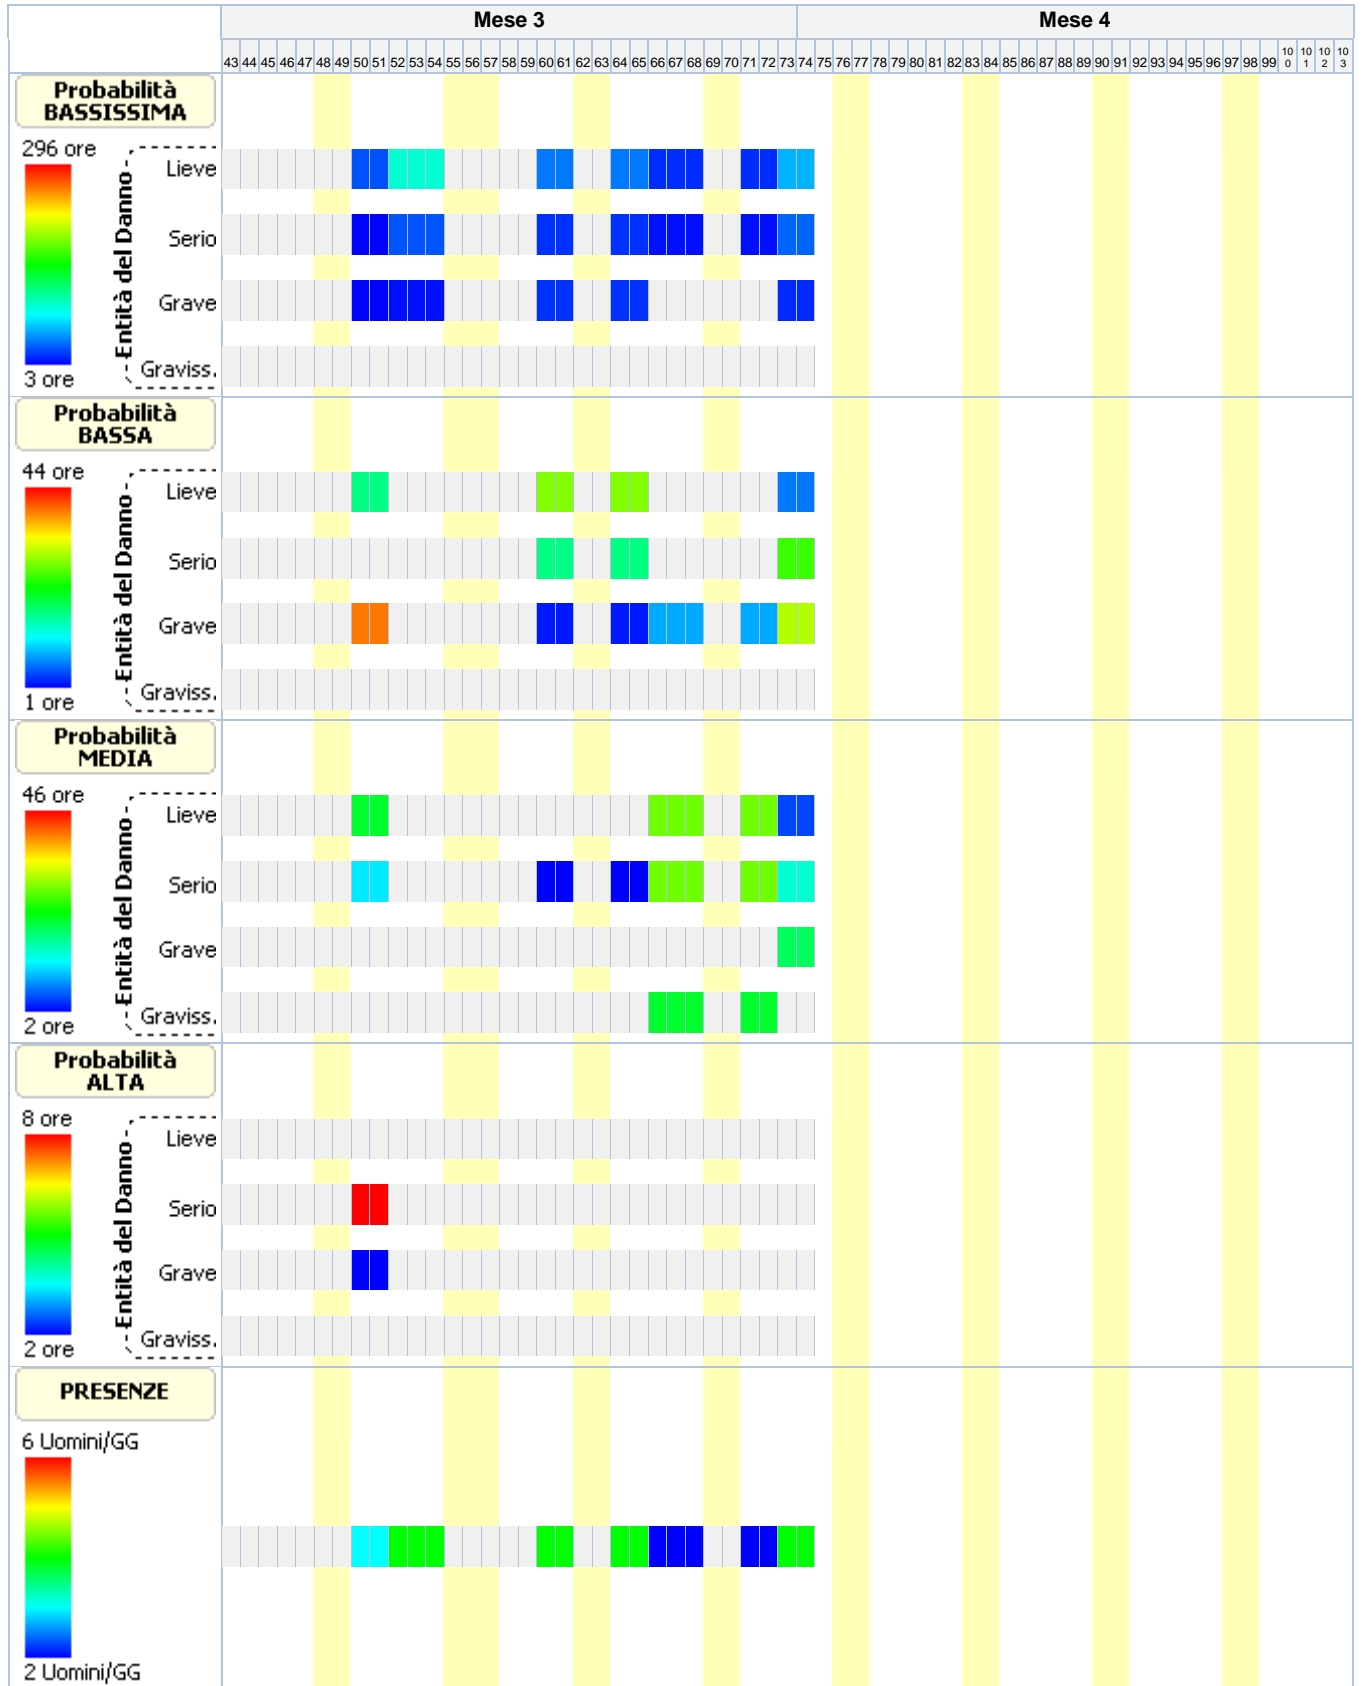 Mese 3 Mese 4
43 44 45 46 47 48 49 50 51 52 53 54 55 56 57 58 59 60 61 62 63 64 65 66 67 68 69 70 71 72 73 74 75 76 77 78 79 80 81 82 83 84 85 86 87 88 89 90 91 92 93 94 95 96 97 98 99 100 101 102 103
Probabilità
BASSISSIMA
296 ore
Entità del Danno
Lieve
Serio
Grave
Graviss.
3 ore
Probabilità
BASSA
44 ore
Entità del Danno
Lieve
Serio
Grave
Graviss.
1 ore
Probabilità
MEDIA
46 ore
Entità del Danno
Lieve
Serio
Grave
Graviss.
2 ore
Probabilità
ALTA
8 ore
Entità del Danno
Lieve
Serio
Grave
Graviss.
2 ore
PRESENZE
6 Uomini/GG
2 Uomini/GG